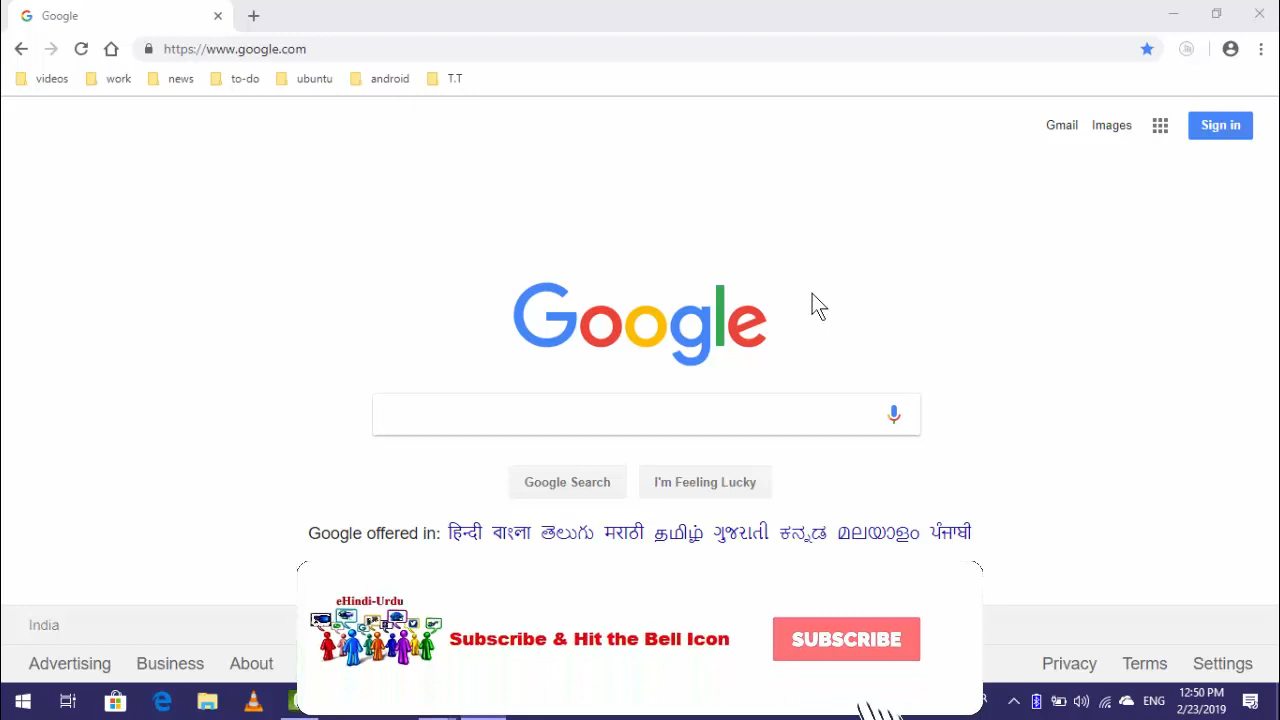 Google
https://www.google.com
videos work news to-do ubuntu android T.T
Gmail Images Sign in
Google
Google Search I'm Feeling Lucky
Google offered in: हिन्दी বাংলা తెలుగు मराठी தமிழ் ગુજરાતી ಕನ್ನಡ മലയാളം ਪੰਜਾਬੀ
eHindi-Urdu
Subscribe & Hit the Bell Icon SUBSCRIBE
India
Advertising Business About Privacy Terms Settings
ENG 12:50 PM
2/23/2019